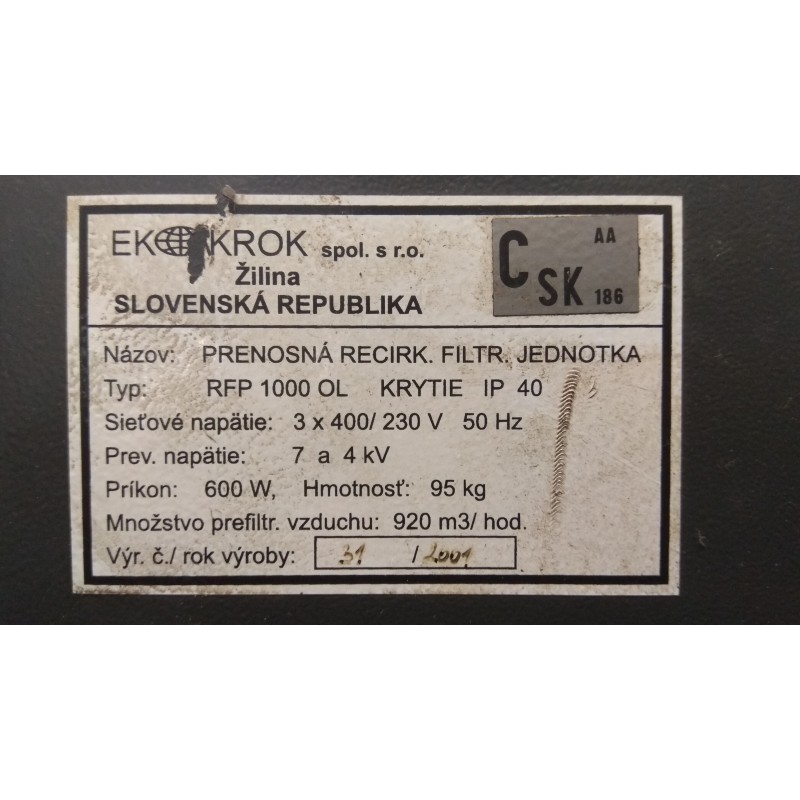 EKOKROK spol. s r.o.
Žilina
SLOVENSKÁ REPUBLIKA
C SK AA 186
Názov: PRENOSNÁ RECIRK. FILTR. JEDNOTKA
Typ: RFP 1000 OL KRYTIE IP 40
Sieťové napätie: 3 x 400/ 230 V 50 Hz
Prev. napätie: 7 a 4 kV
Príkon: 600 W, Hmotnosť: 95 kg
Množstvo prefiltr. vzduchu: 920 m3/ hod.
Výr. č./ rok výroby: 31 / 2001